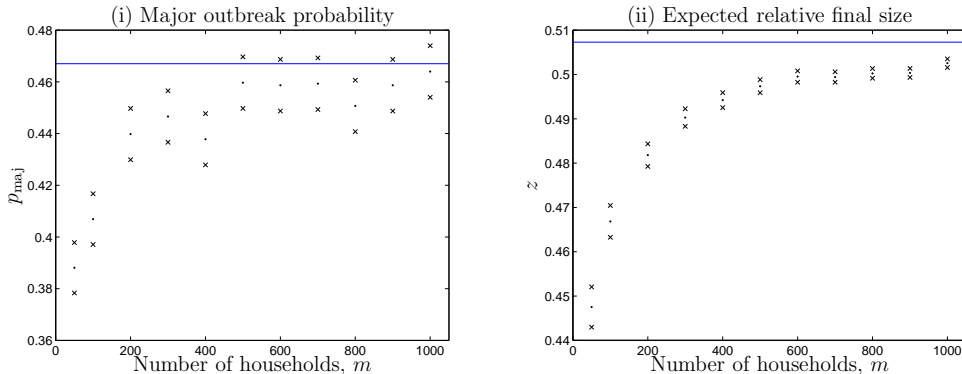 (i) Major outbreak probability
0.48
0.46
0.44
0.42
0.4
0.38
0.36
p_maj
0 200 400 600 800 1000
Number of households, m
(ii) Expected relative final size
0.51
0.5
0.49
0.48
0.47
0.46
0.45
0.44
z
0 200 400 600 800 1000
Number of households, m